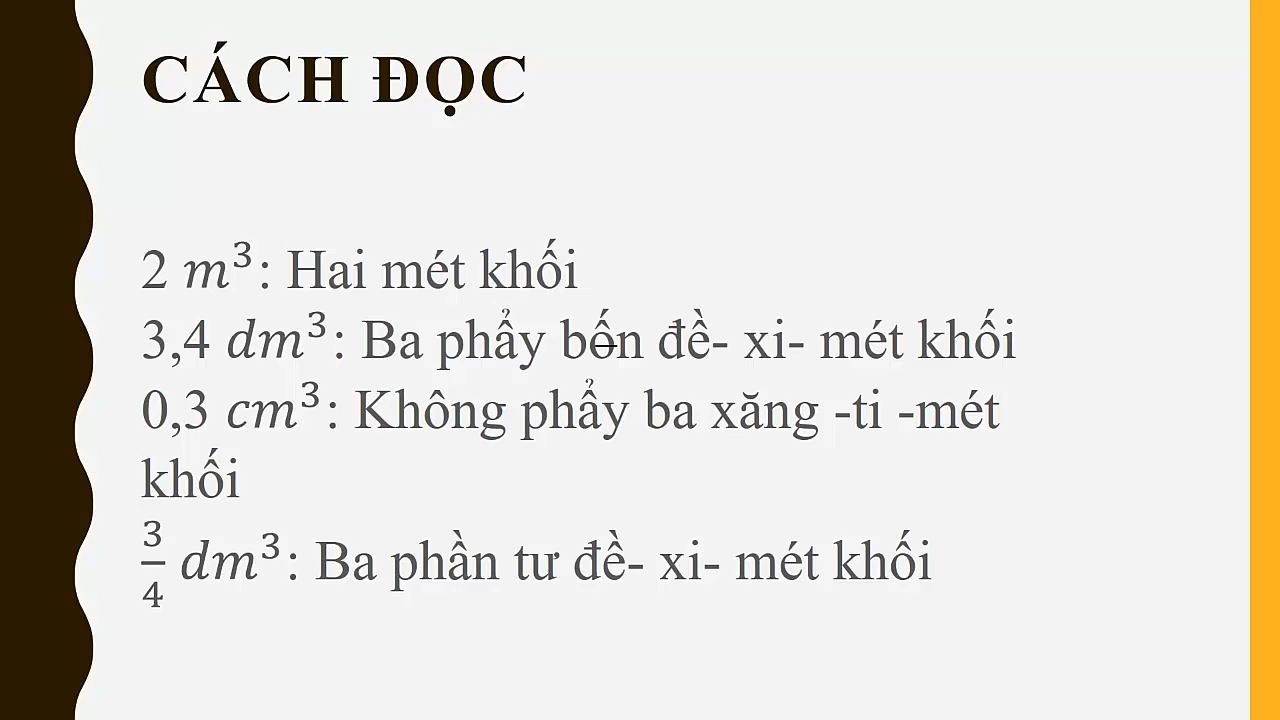 CÁCH ĐỌC
2 m³: Hai mét khối
3,4 dm³: Ba phẩy bốn đề- xi- mét khối
0,3 cm³: Không phẩy ba xăng -ti -mét
khối
3/4 dm³: Ba phần tư đề- xi- mét khối